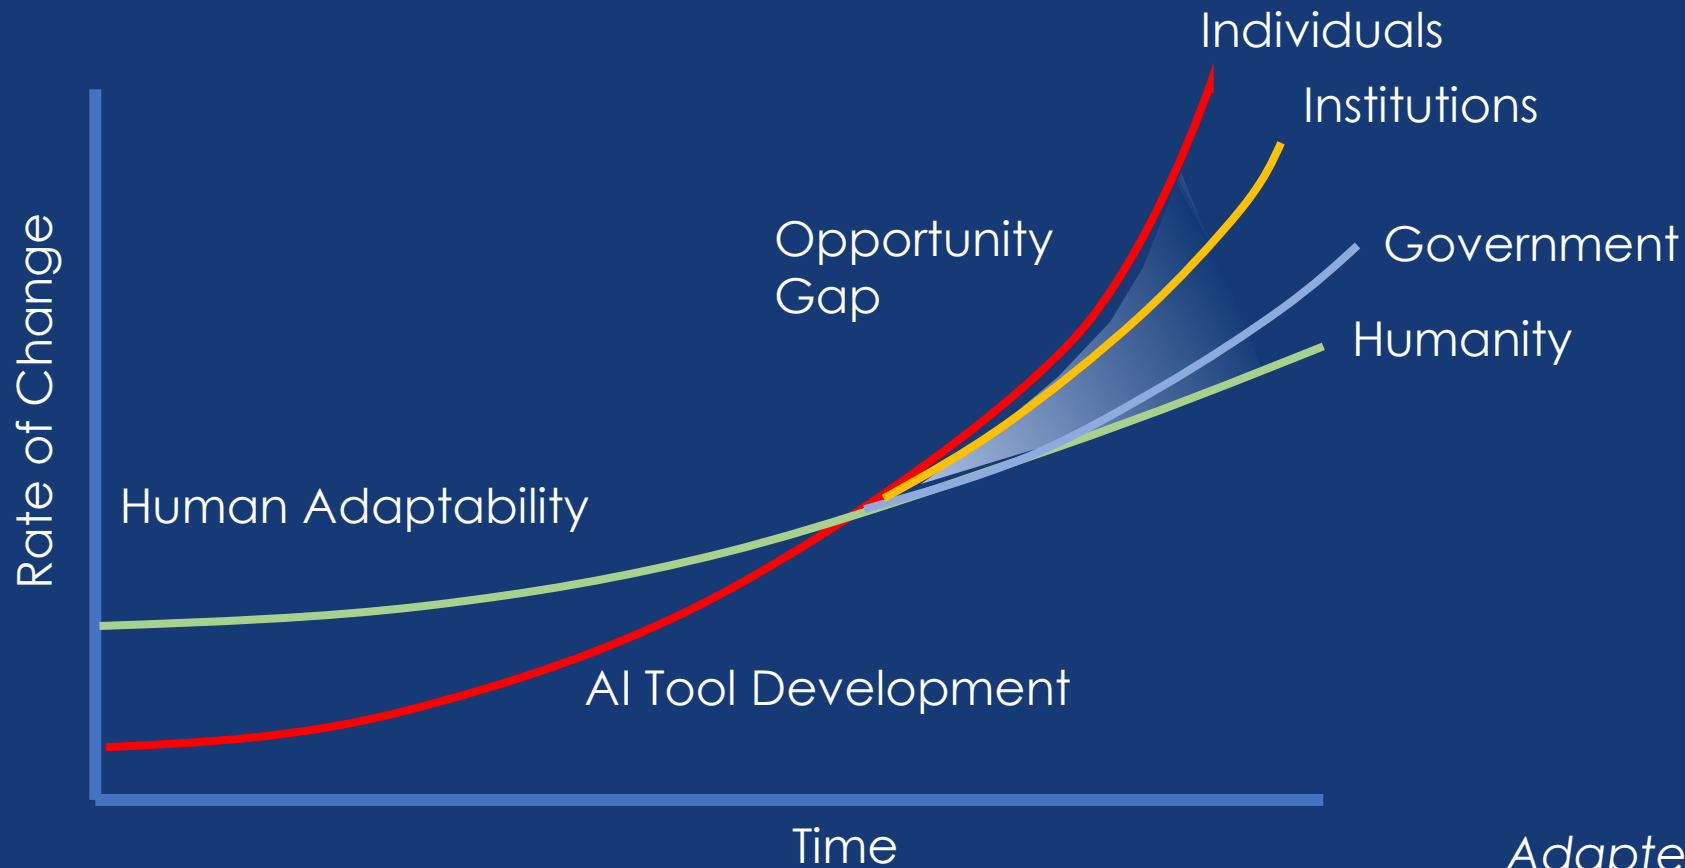 Individuals
Institutions
Opportunity
Gap
Government
Humanity
Rate of Change
Human Adaptability
AI Tool Development
Time
Adapte